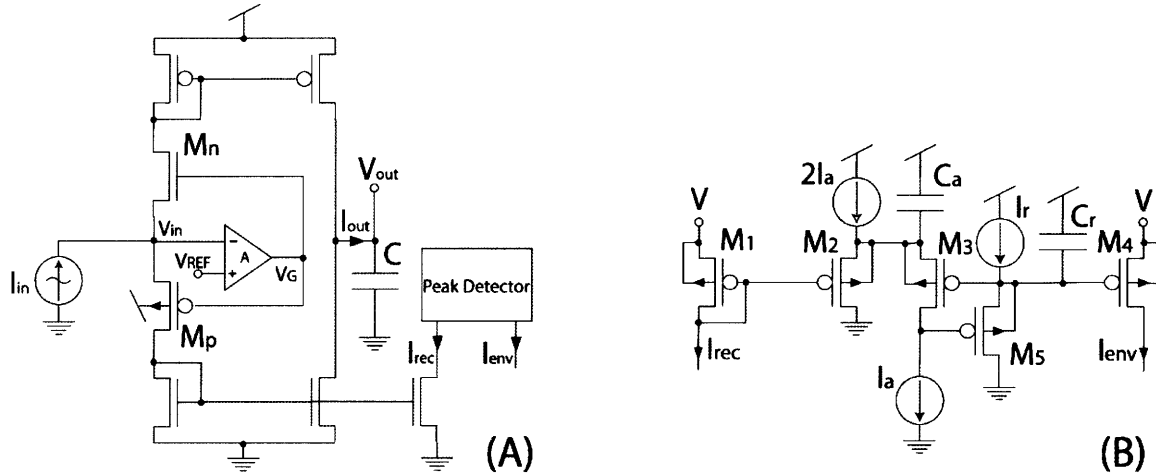 Mn
Vin
Iin
VREF
A
VG
Mp
Vout
Iout
C
Peak Detector
Irec
Ienv
(A)
2Ia
Ca
V
M1
M2
M3
Ir
Cr
M4
V
Irec
Ia
M5
Ienv
(B)